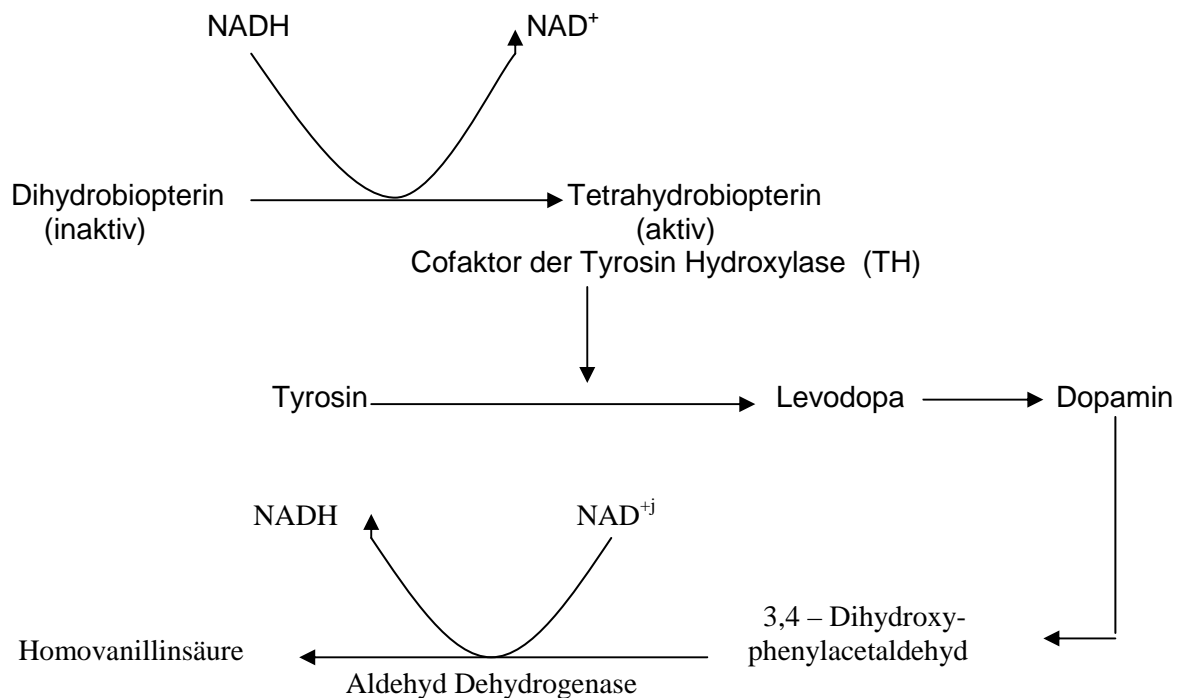 NADH NAD+
Dihydrobiopterin Tetrahydrobiopterin
(inaktiv) (aktiv)
Cofaktor der Tyrosin Hydroxylase (TH)
Tyrosin Levodopa Dopamin
NADH NAD+j
3,4 – Dihydroxy-
Homovanillinsäure phenylacetaldehyd
Aldehyd Dehydrogenase